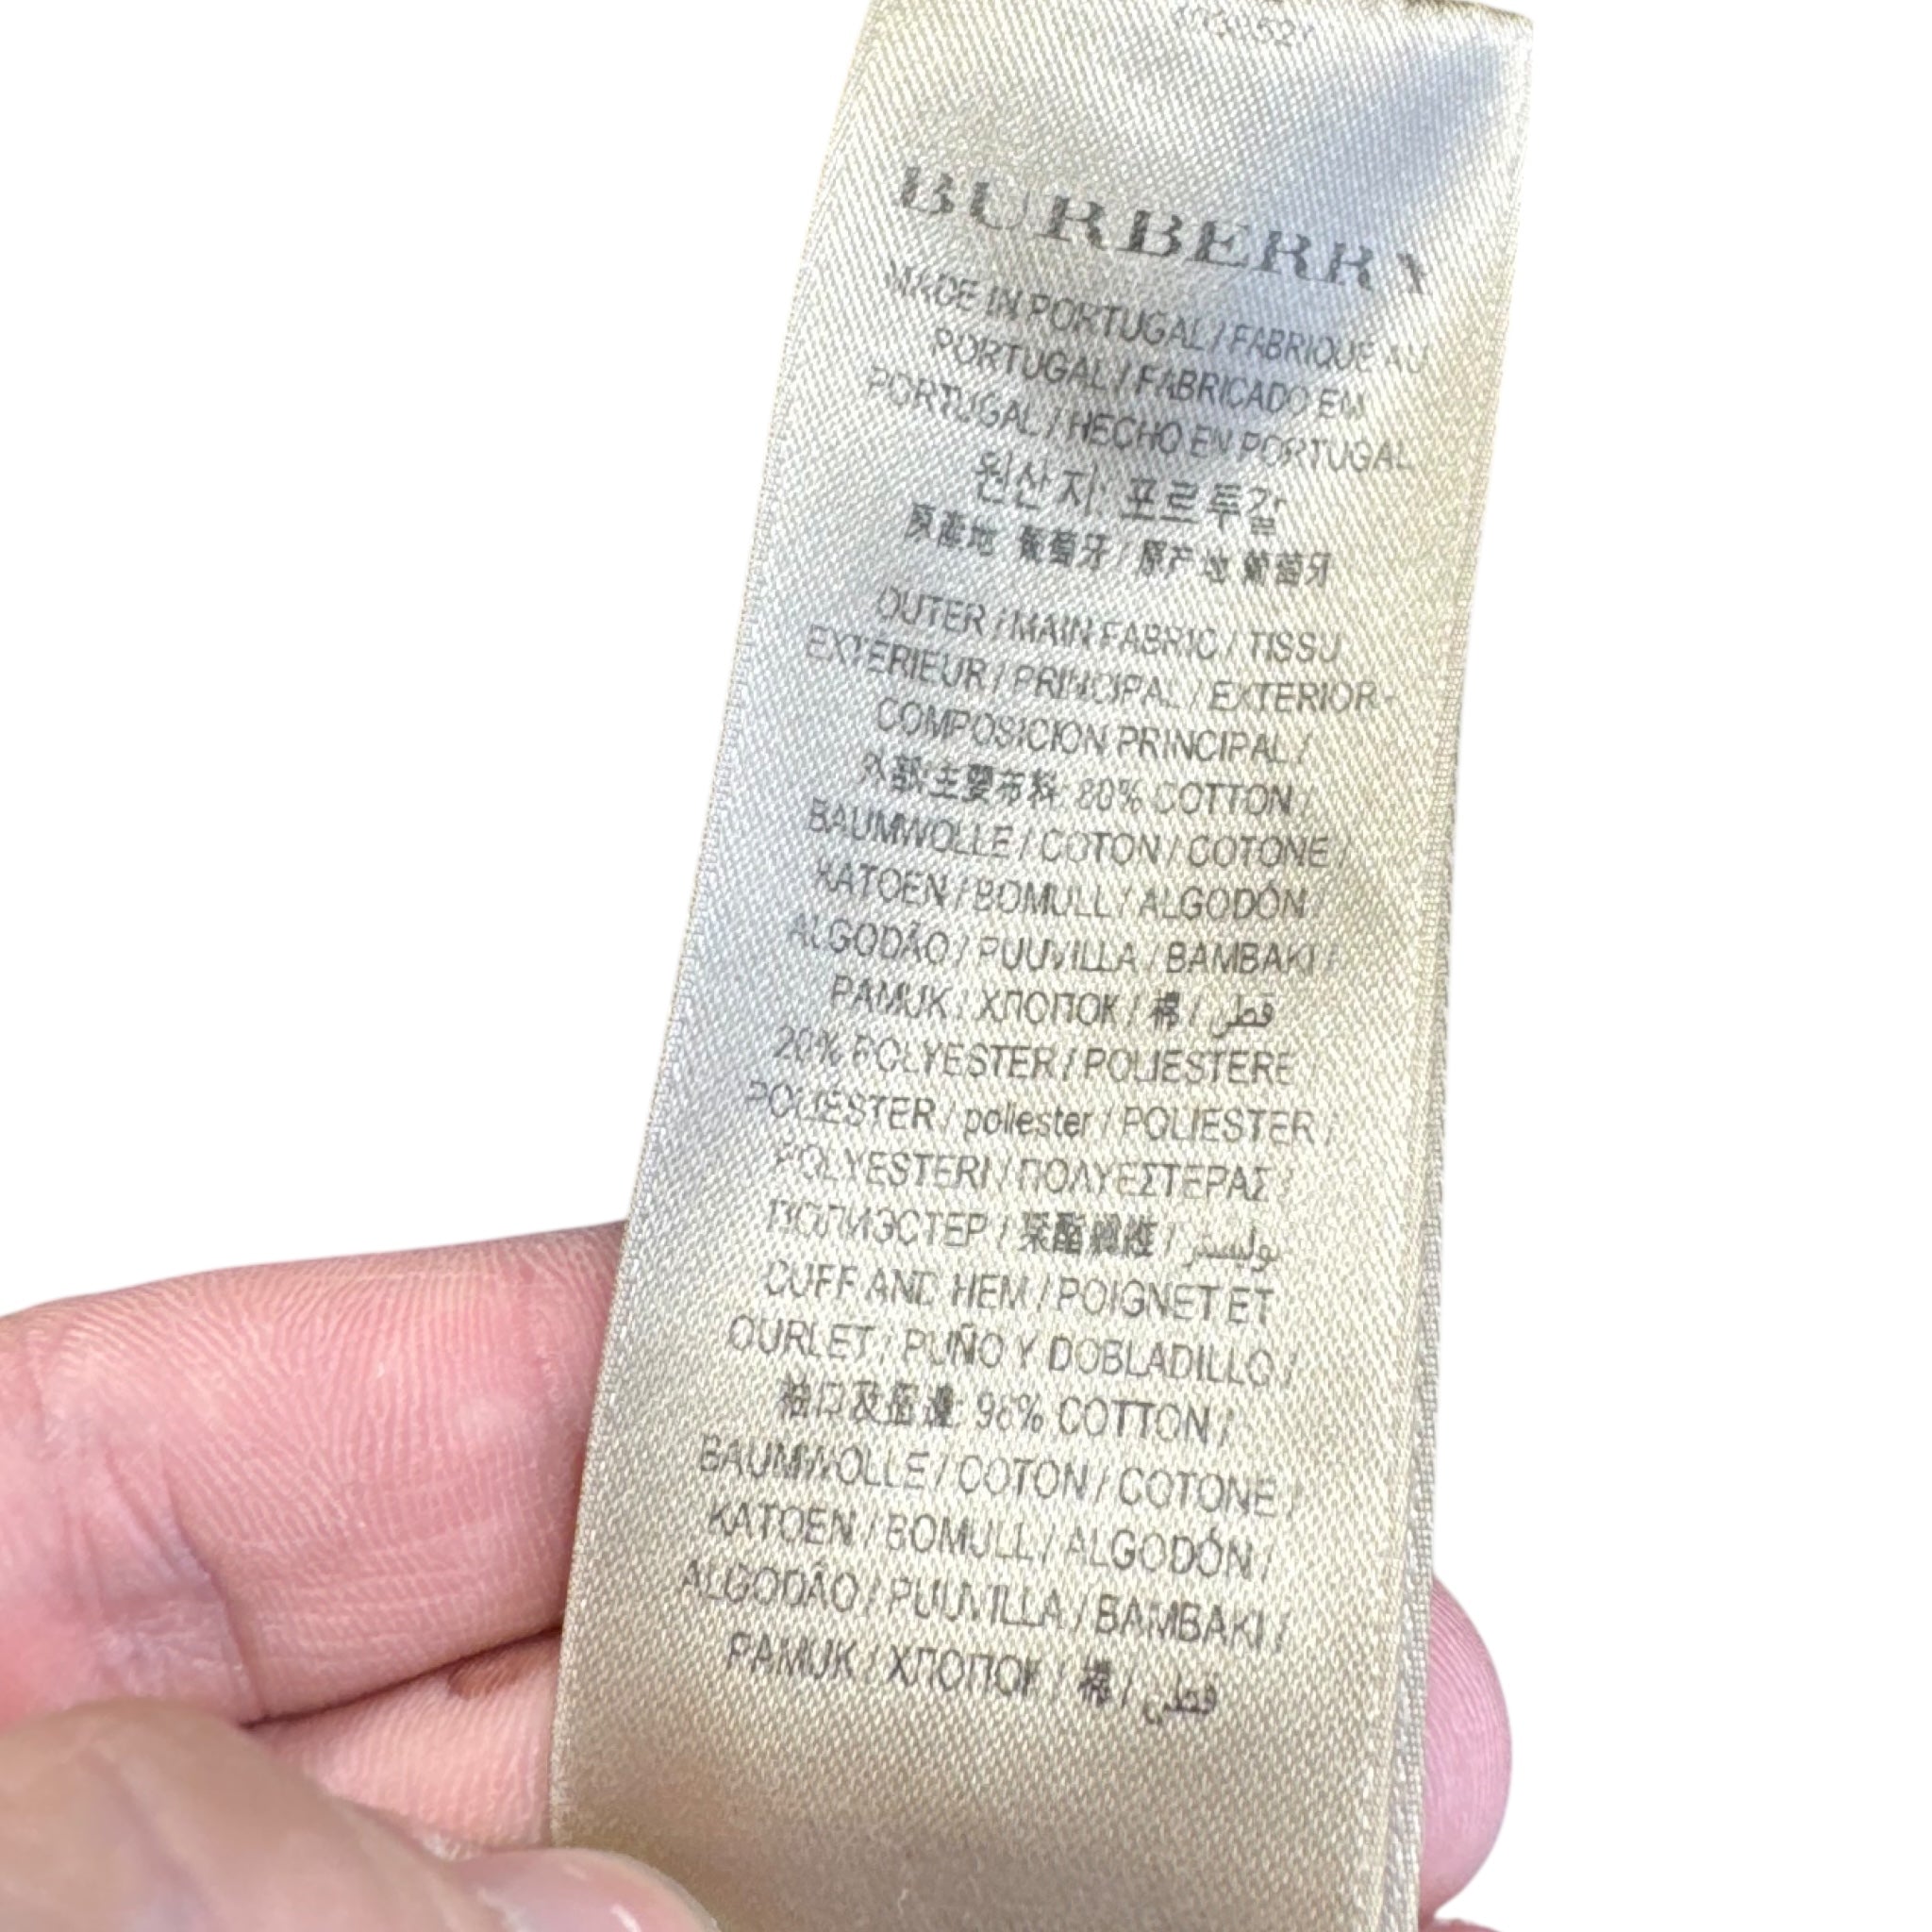 BURBERRY
MADE IN PORTUGAL / FABRIQUE AU
PORTUGAL / FABRICADO EM
PORTUGAL / HECHO EN PORTUGAL
원산지: 포르투갈
原產地 葡萄牙 / 原产地 葡萄牙
OUTER / MAIN FABRIC / TISSU
EXTERIEUR / PRINCIPAL / EXTERIOR-
COMPOSICION PRINCIPAL /
外部主要布料: 80% COTTON /
BAUMWOLLE / COTON / COTONE /
KATOEN / BOMULL / ALGODÓN /
ALGODÃO / PUUVILLA / BAMBAKI /
PAMUK / ХЛОПОК / 棉 / قطن
20% POLYESTER / POLIESTERE /
POLIESTER / poliester / POLIESTER /
POLYESTERI / ΠΟΛΥΕΣΤΕΡΑΣ /
ПОЛИЭСТЕР / 聚酯纖維 / بوليستر
CUFF AND HEM / POIGNET ET
OURLET / PUÑO Y DOBLADILLO /
袖口及 COTTON /
BAUMWOLLE / COTON / COTONE /
KATOEN / BOMULL / ALGODÓN /
ALGODÃO / PUUVILLA / BAMBAKI /
PAMUK / ХЛОПОК / 棉 / قطن